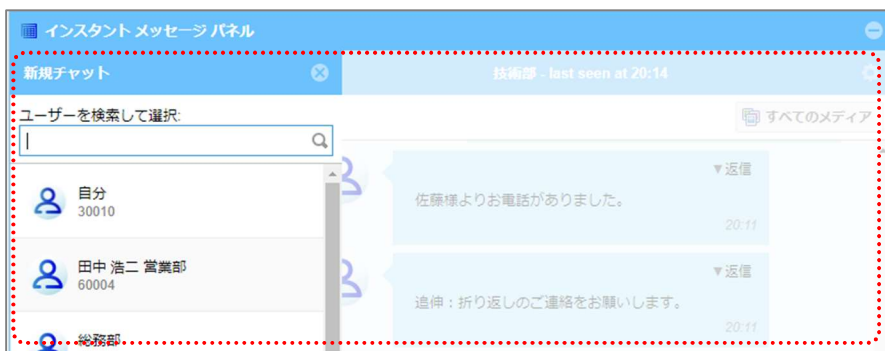 インスタント メッセージ パネル
新規チャット
ユーザーを検索して選択:
自分
30010
田中 浩二 営業部
60004
総務部
技術部 - last seen at 20:14
すべてのメディア
▼返信
佐藤様よりお電話がありました。
20:11
▼返信
追伸：折り返しのご連絡をお願いします。
20:11